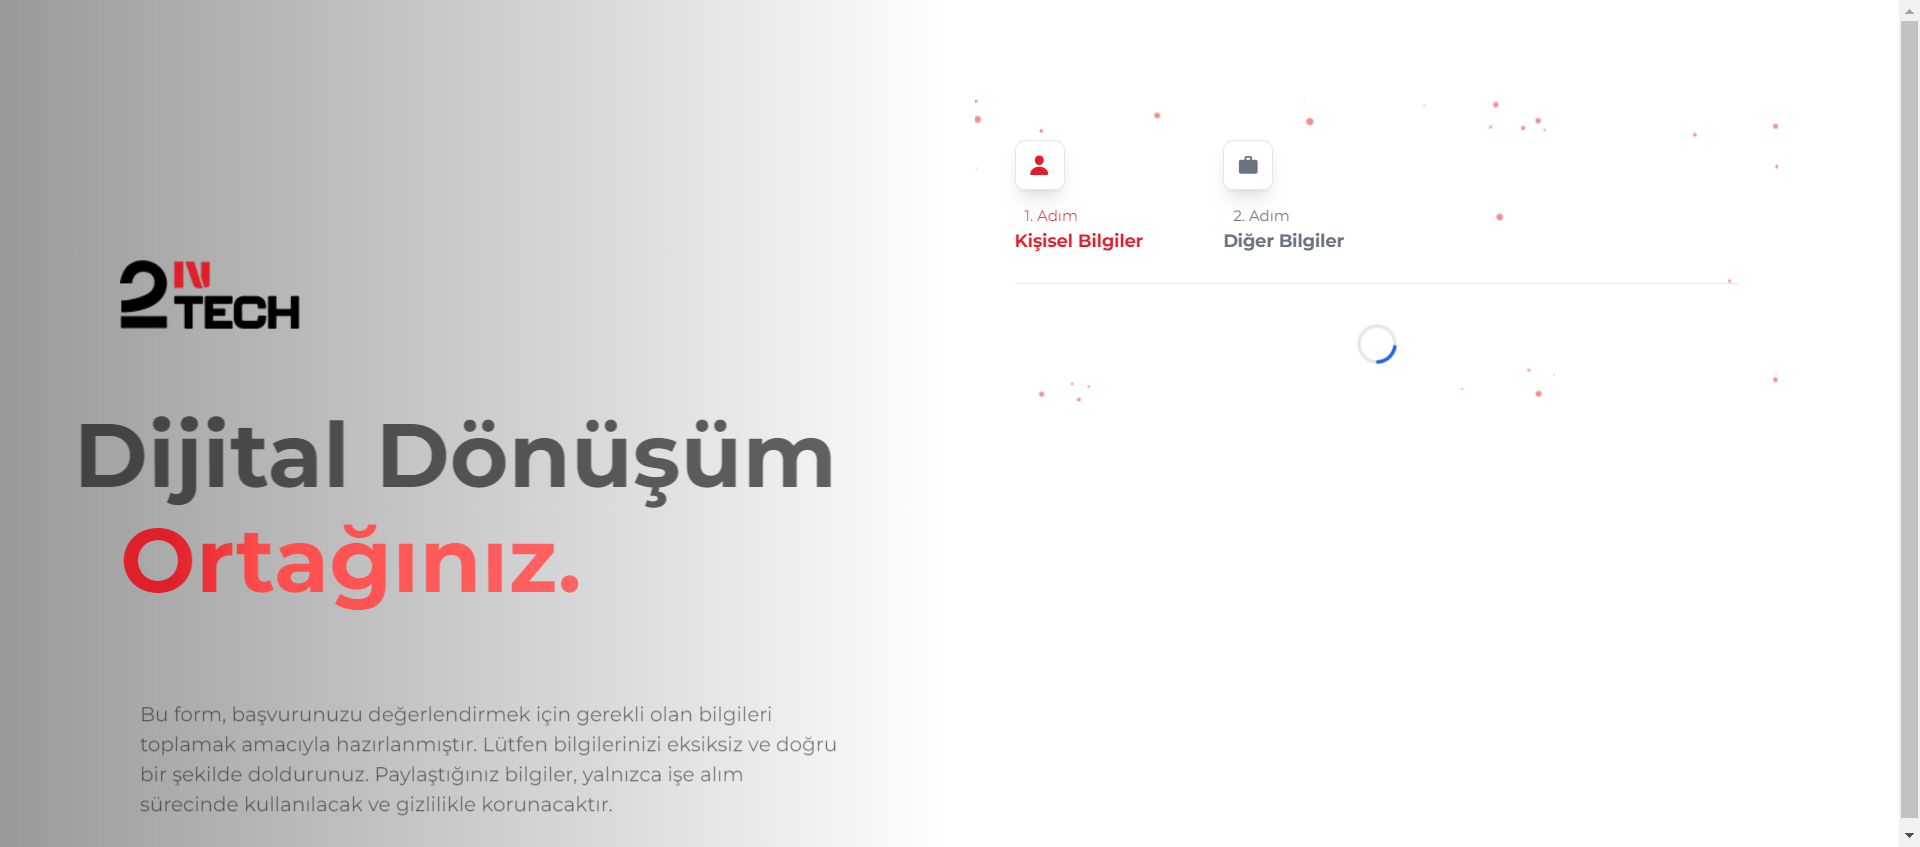 2 IN
TECH
Dijital Dönüşüm
Ortağınız.
Bu form, başvurunuzu değerlendirmek için gerekli olan bilgileri
toplamak amacıyla hazırlanmıştır. Lütfen bilgilerinizi eksiksiz ve doğru
bir şekilde doldurunuz. Paylaştığınız bilgiler, yalnızca işe alım
sürecinde kullanılacak ve gizlilikle korunacaktır.
1. Adım
Kişisel Bilgiler
2. Adım
Diğer Bilgiler